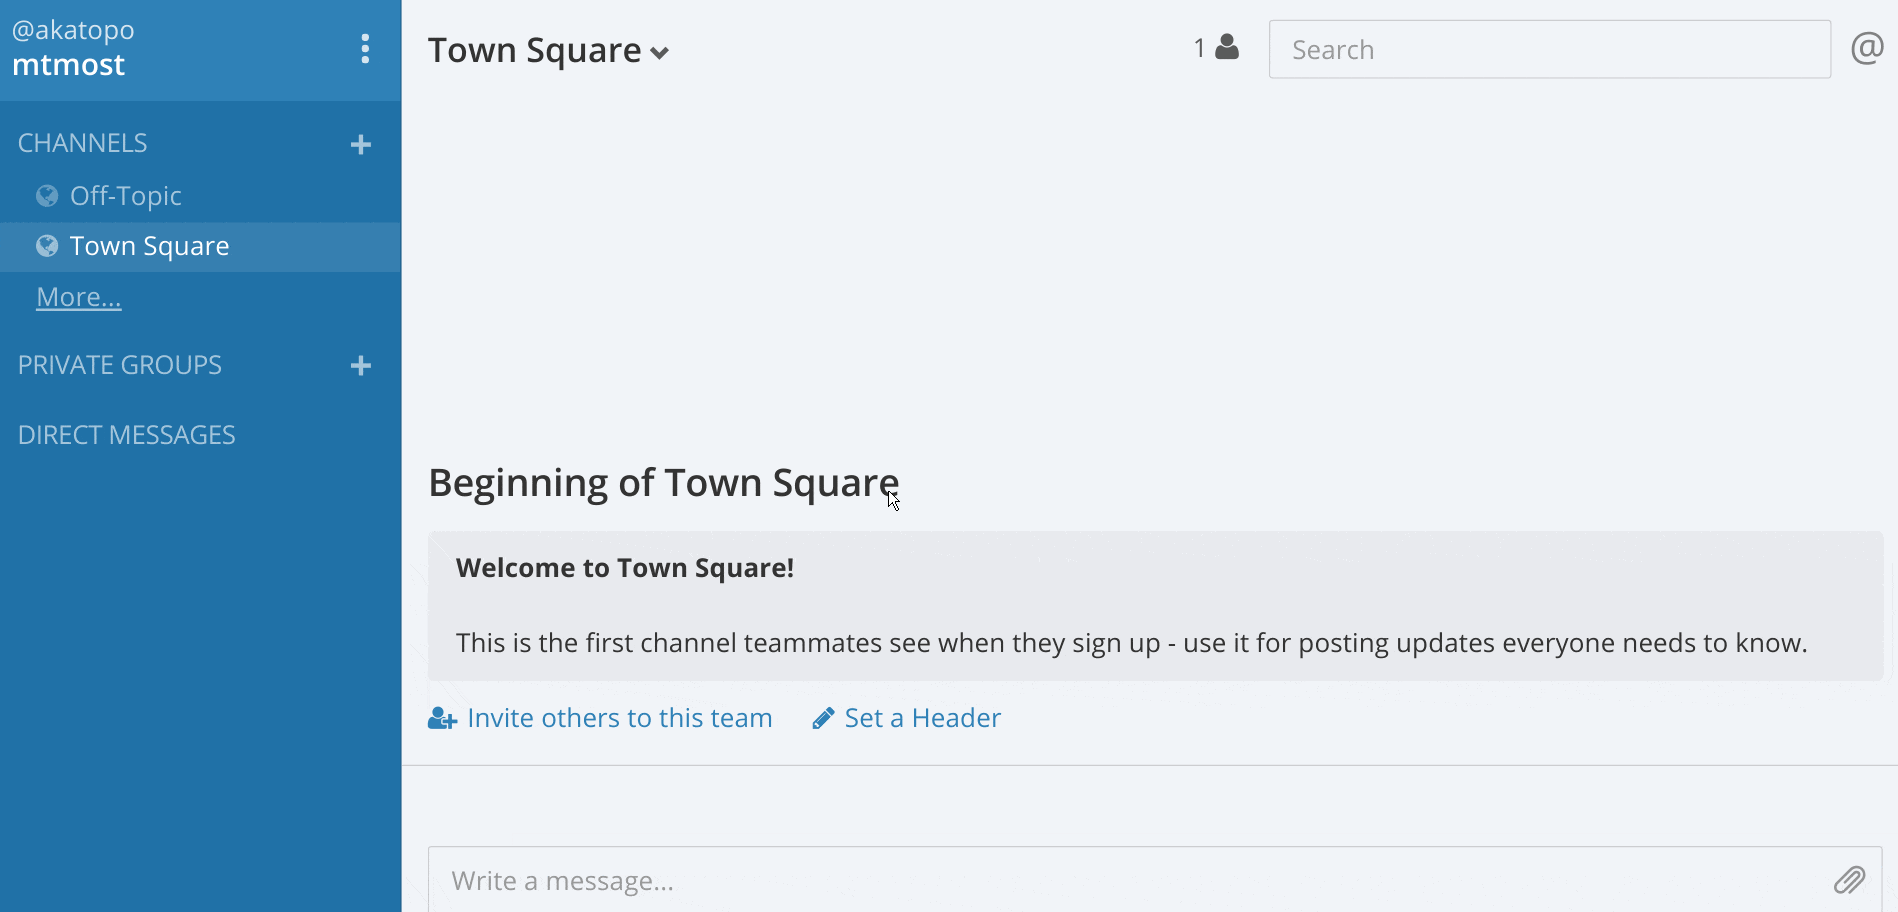 @akatopo
mtmost
CHANNELS
Off-Topic
Town Square
More...
PRIVATE GROUPS
DIRECT MESSAGES
Town Square
1
Search
@
Beginning of Town Square
Welcome to Town Square!
This is the first channel teammates see when they sign up - use it for posting updates everyone needs to know.
Invite others to this team
Set a Header
Write a message...